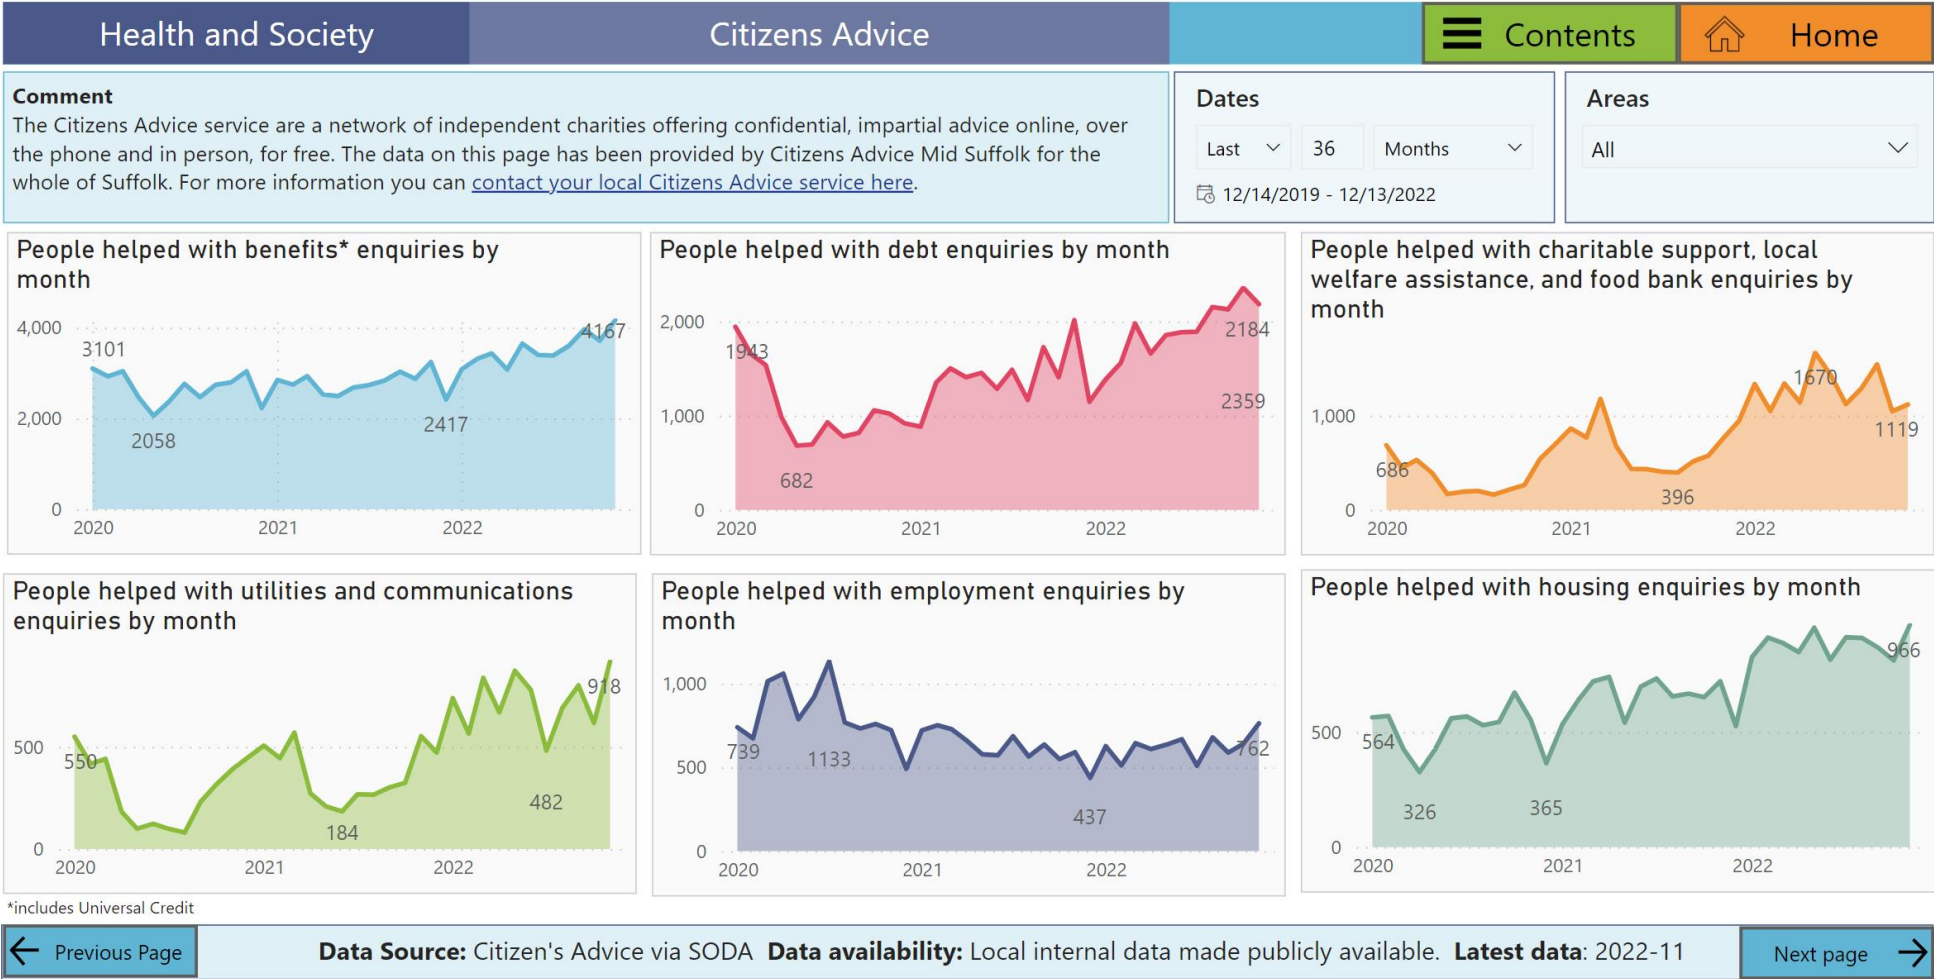 Health and Society
Citizens Advice
Contents
Home
Comment
The Citizens Advice service are a network of independent charities offering confidential, impartial advice online, over
the phone and in person, for free. The data on this page has been provided by Citizens Advice Mid Suffolk for the
whole of Suffolk. For more information you can contact your local Citizens Advice service here.
Dates
Last 36 Months
12/14/2019 - 12/13/2022
Areas
All
People helped with benefits* enquiries by
month
4,000
2,000
0
3101
2058
2417
4167
2020 2021 2022
People helped with debt enquiries by month
2,000
1,000
0
1943
682
2184
2359
2020 2021 2022
People helped with charitable support, local
welfare assistance, and food bank enquiries by
month
1,000
0
686
396
1670
1119
2020 2021 2022
People helped with utilities and communications
enquiries by month
500
0
550
184
482
918
2020 2021 2022
People helped with employment enquiries by
month
1,000
500
0
739
1133
437
762
2020 2021 2022
People helped with housing enquiries by month
500
0
564
326
365
966
2020 2021 2022
*includes Universal Credit
Previous Page
Data Source: Citizen's Advice via SODA Data availability: Local internal data made publicly available. Latest data: 2022-11
Next page